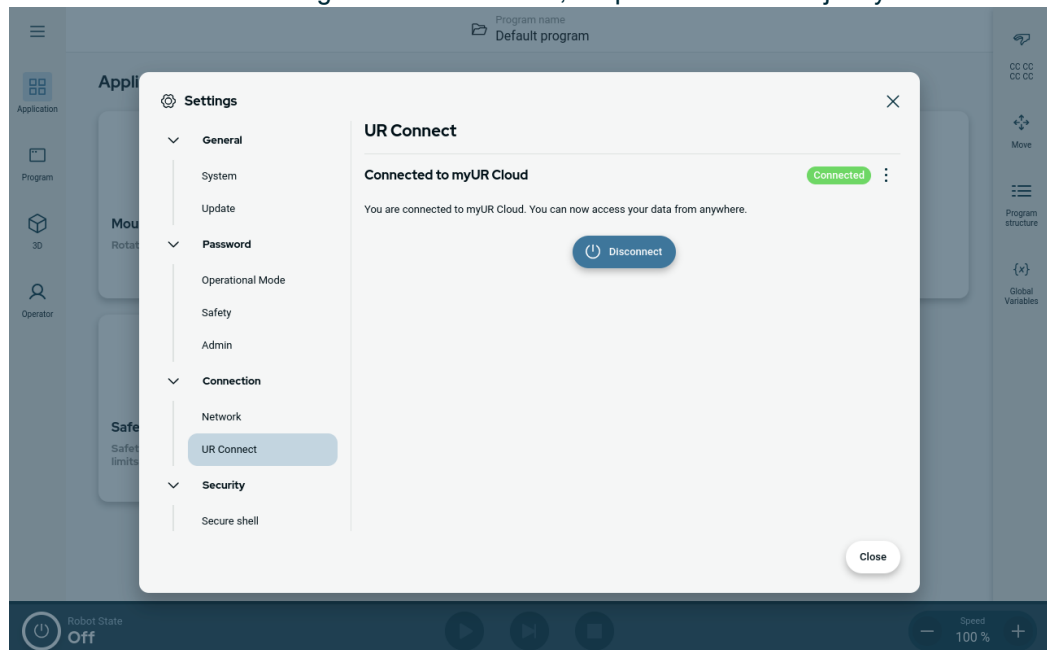 Program name
Default program
Application
Program
3D
Operator
Appli
Mou
Rotat
Safe
Safet
limits
Settings
General
System
Update
Password
Operational Mode
Safety
Admin
Connection
Network
UR Connect
Security
Secure shell
UR Connect
Connected to myUR Cloud
Connected
You are connected to myUR Cloud. You can now access your data from anywhere.
Disconnect
Close
CC CC
CC CC
Move
Program
structure
{x}
Global
Variables
Robot State
Off
Speed
100 %